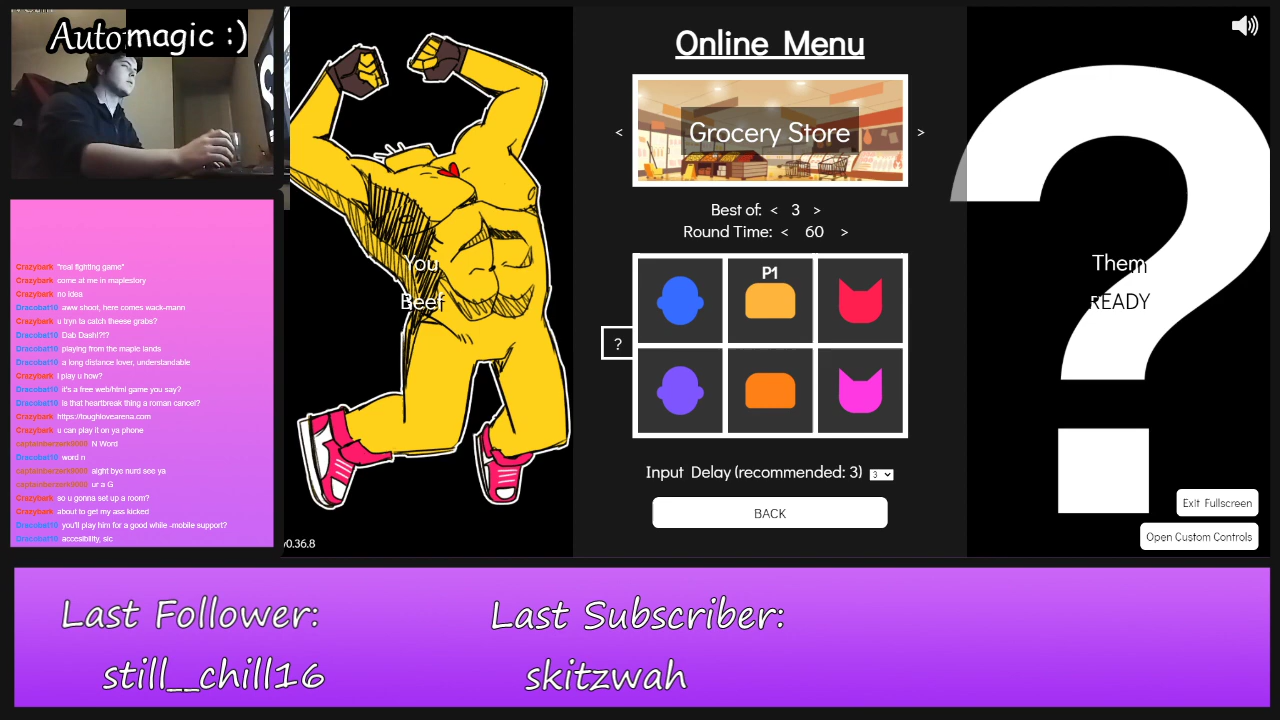 Automagic :)
Crazybark "real fighting game"
Crazybark come at me in maplestory
Crazybark no idea
Dracobat10 aww shoot, here comes wack-mann
Crazybark u tryn ta catch theese grabs?
Dracobat10 Dab Dash!?!?
Dracobat10 playing from the maple lands
Dracobat10 a long distance lover, understandable
Crazybark I play u how?
Dracobat10 it's a free web/html game you say?
Dracobat10 Is that heartbreak thing a roman cancel?
Crazybark https://toughlovearena.com
Crazybark u can play it on ya phone
captainberzerk9000 N Word
Dracobat10 word n
captainberzerk9000 aight bye nurd see ya
captainberzerk9000 ur a G
Crazybark so u gonna set up a room?
Crazybark about to get my ass kicked
Dracobat10 you'll play him for a good while -mobile support?
Dracobat10 accesibility, sic
You
Beef
v0.36.8
Online Menu
< Grocery Store >
Best of: < 3 >
Round Time: < 60 >
P1
?
Input Delay (recommended: 3) 3
BACK
Them
READY
Exit Fullscreen
Open Custom Controls
Last Follower:
still__chill16
Last Subscriber:
skitzwah